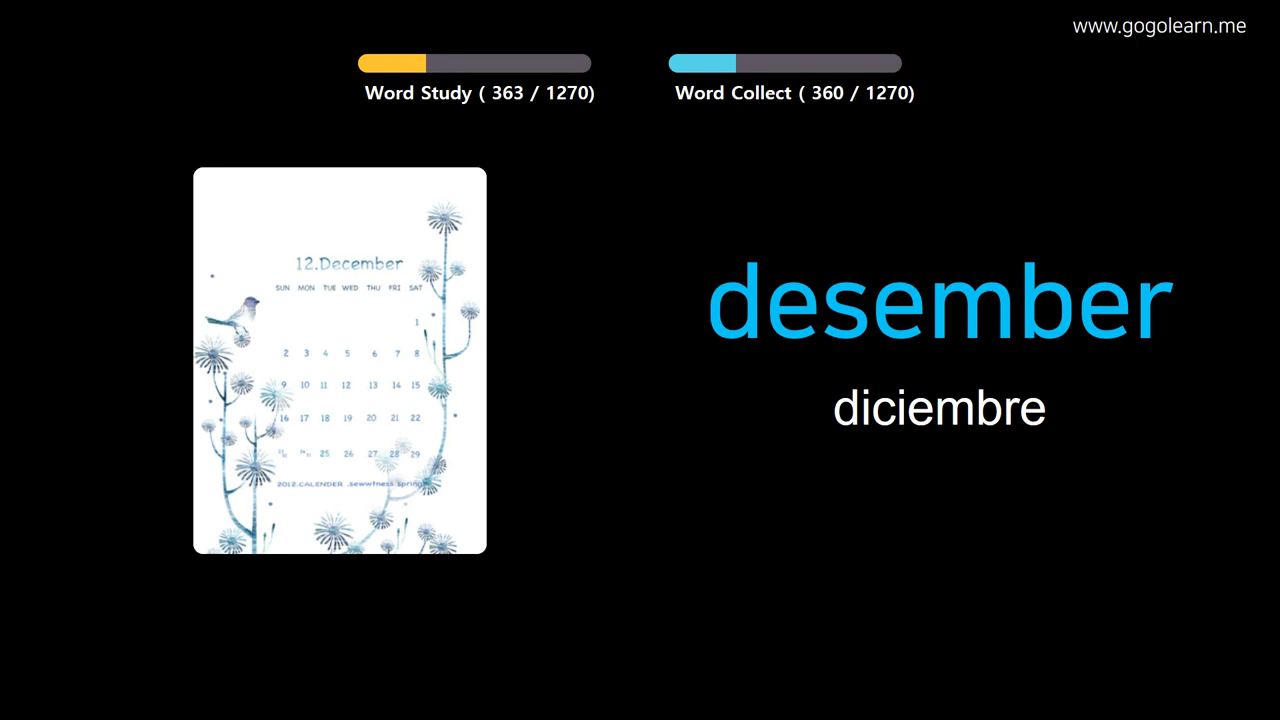 www.gogolearn.me
Word Study ( 363 / 1270)
Word Collect ( 360 / 1270)
12.December
SUN MON TUE WED THU FRI SAT
1
2 3 4 5 6 7 8
9 10 11 12 13 14 15
16 17 18 19 20 21 22
25 26 27 28 29
2012.CALENDER
desember
diciembre